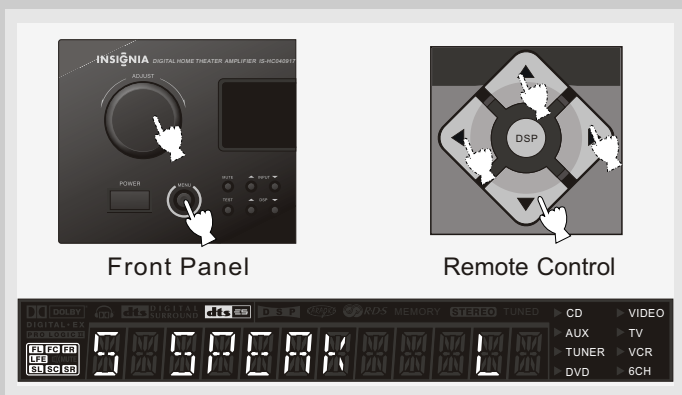 INSIGNIA DIGITAL HOME THEATER AMPLIFIER IS-HC040917
ADJUST
POWER
MENU
MUTE
INPUT
TEST
DSP
DSP
Front Panel
Remote Control
DOLBY
DIGITAL·EX
PRO LOGIC II
dts DIGITAL SURROUND
dts ES
DSP
RDS
MEMORY
STEREO
TUNED
FL FC FR
LFE
SL SC SR
S SPEAK L
CD
AUX
TUNER
DVD
VIDEO
TV
VCR
6CH